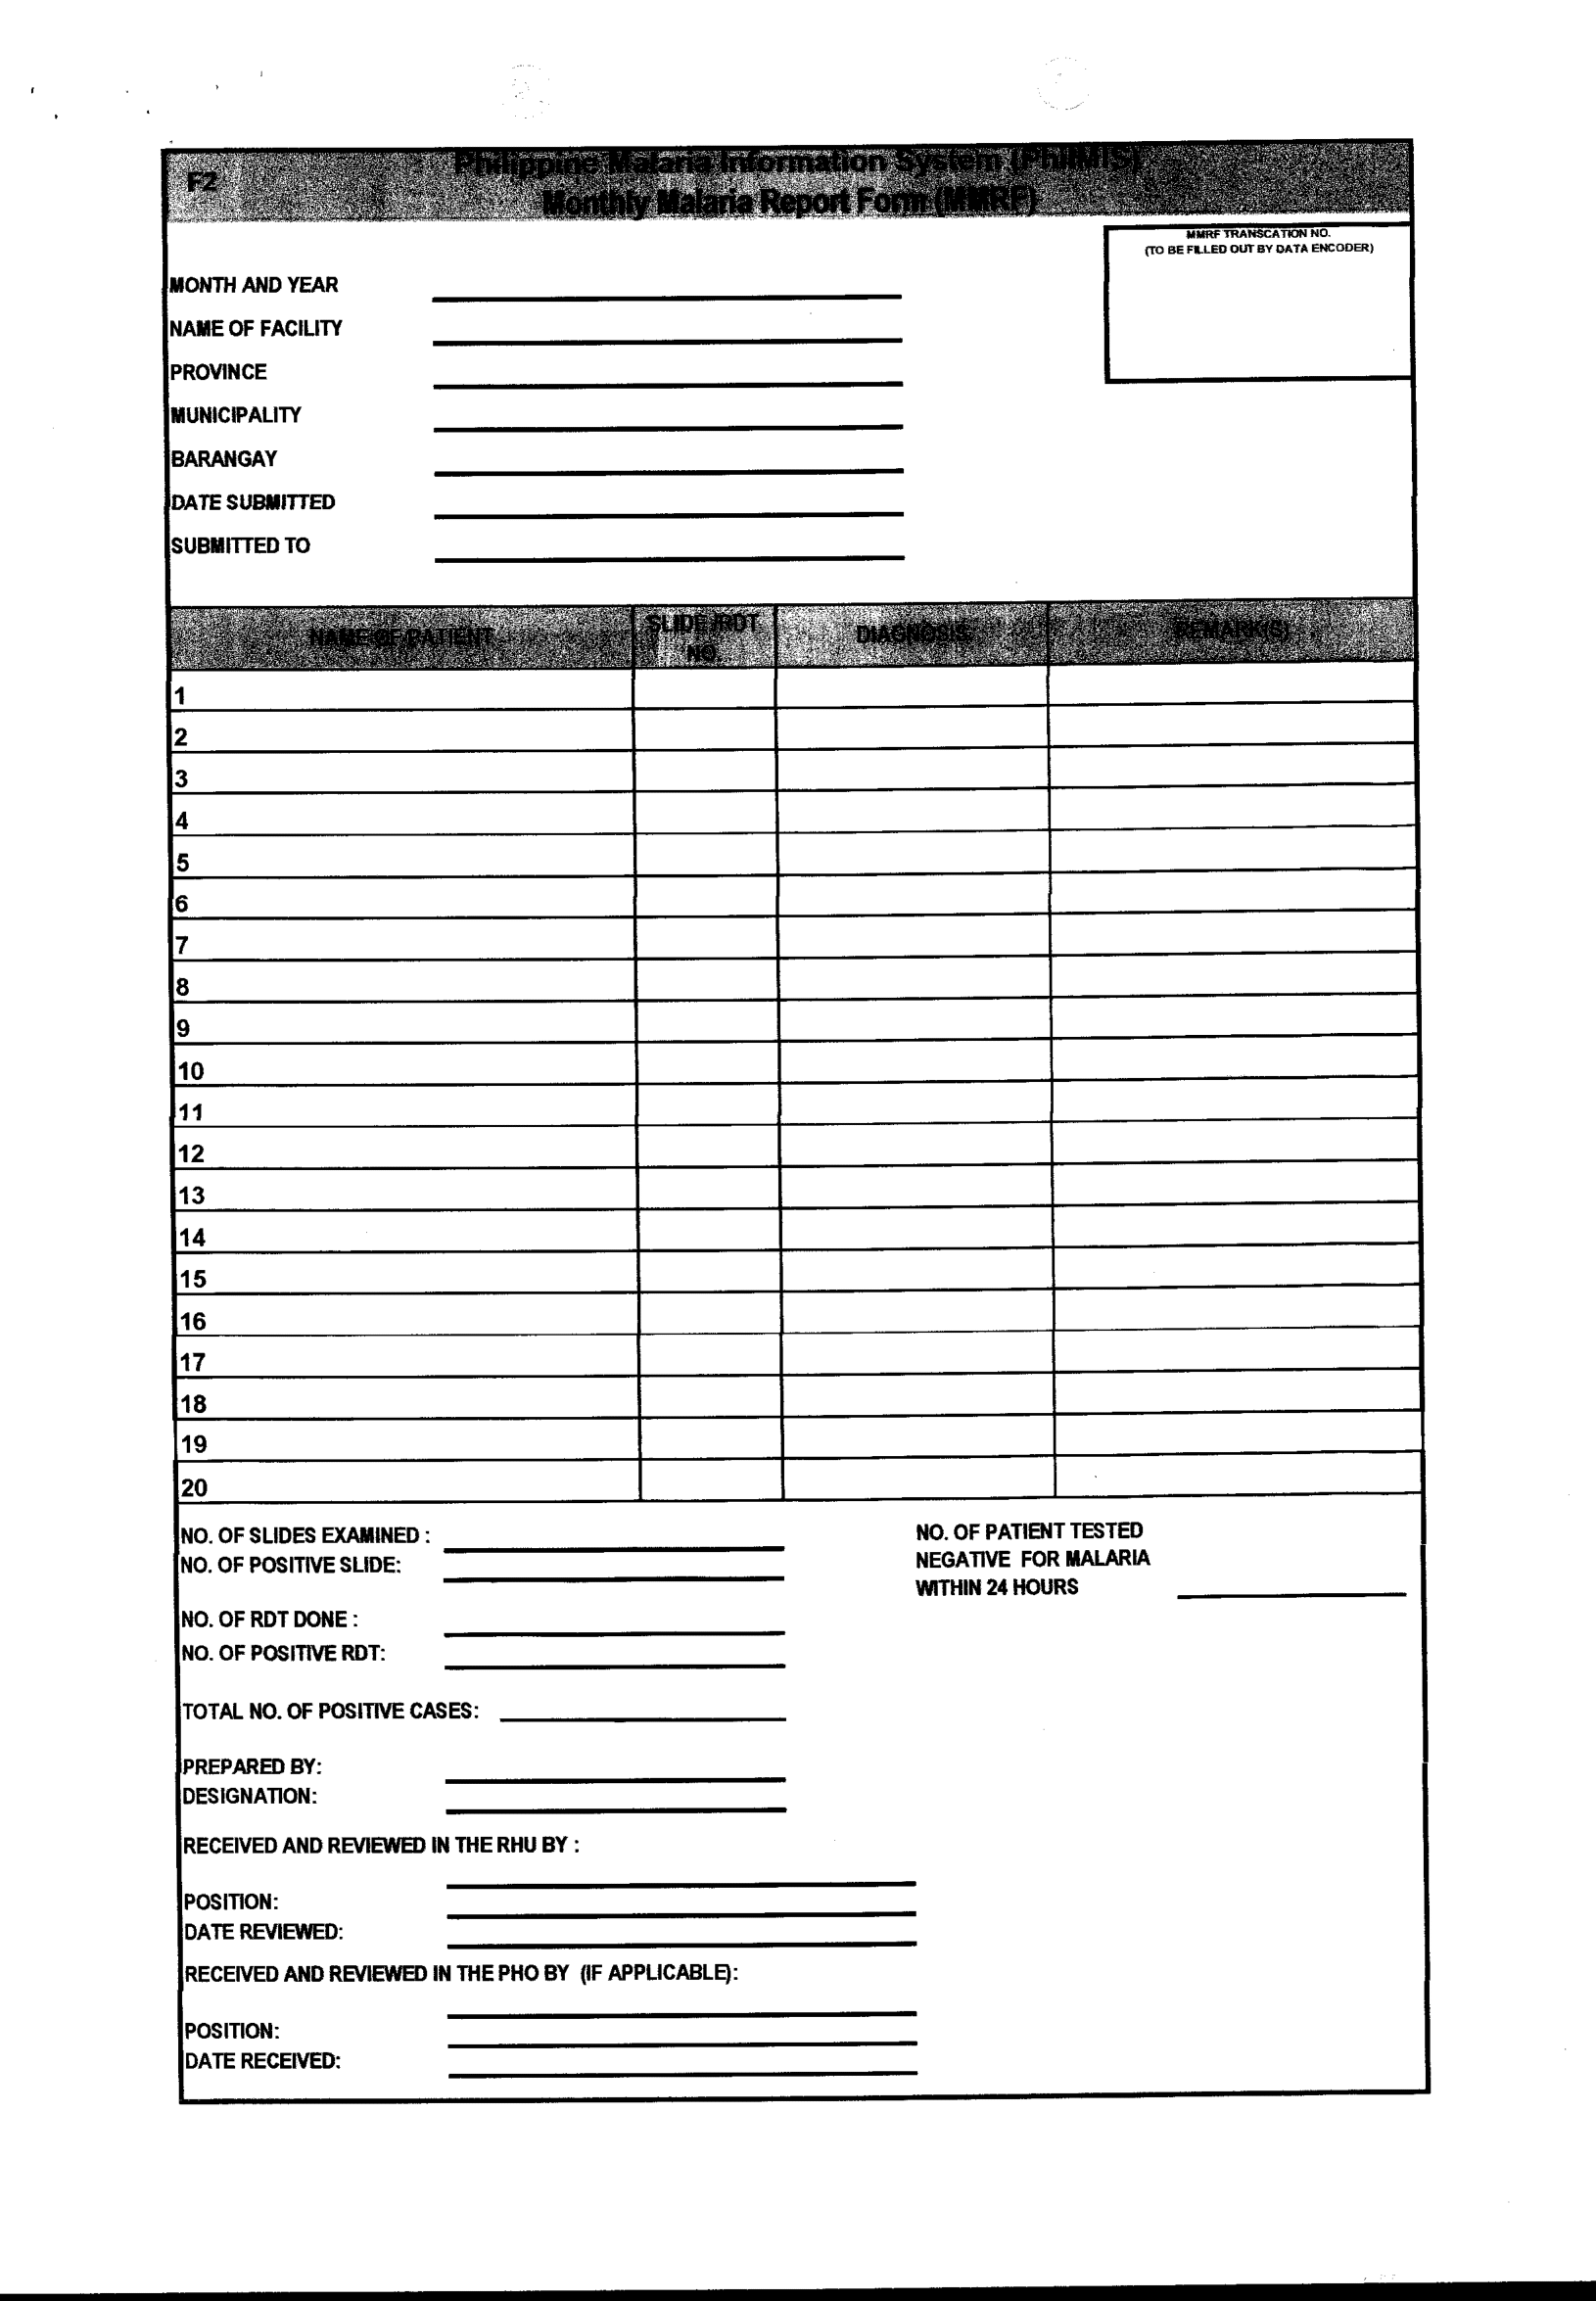 F2
Philippine Malaria Information System (PhilMIS)
Monthly Malaria Report Form (MMRF)
MMRF TRANSCATION NO.
(TO BE FILLED OUT BY DATA ENCODER)
MONTH AND YEAR
NAME OF FACILITY
PROVINCE
MUNICIPALITY
BARANGAY
DATE SUBMITTED
SUBMITTED TO
NAME OF PATIENT SLIDE /RDT NO. DIAGNOSIS REMARK(S)
1
2
3
4
5
6
7
8
9
10
11
12
13
14
15
16
17
18
19
20
NO. OF SLIDES EXAMINED :
NO. OF POSITIVE SLIDE:
NO. OF PATIENT TESTED
NEGATIVE FOR MALARIA
WITHIN 24 HOURS
NO. OF RDT DONE :
NO. OF POSITIVE RDT:
TOTAL NO. OF POSITIVE CASES:
PREPARED BY:
DESIGNATION:
RECEIVED AND REVIEWED IN THE RHU BY :
POSITION:
DATE REVIEWED:
RECEIVED AND REVIEWED IN THE PHO BY (IF APPLICABLE):
POSITION:
DATE RECEIVED: